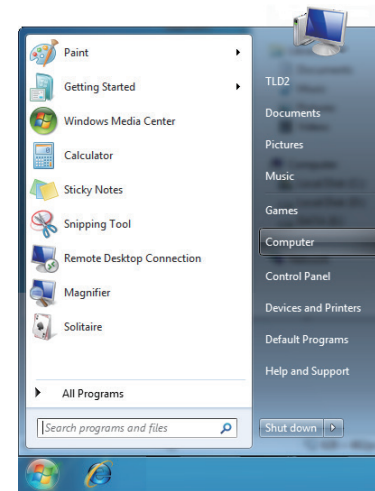 Paint
Getting Started
Windows Media Center
Calculator
Sticky Notes
Snipping Tool
Remote Desktop Connection
Magnifier
Solitaire
All Programs
Search programs and files
TLD2
Documents
Pictures
Music
Games
Computer
Control Panel
Devices and Printers
Default Programs
Help and Support
Shut down